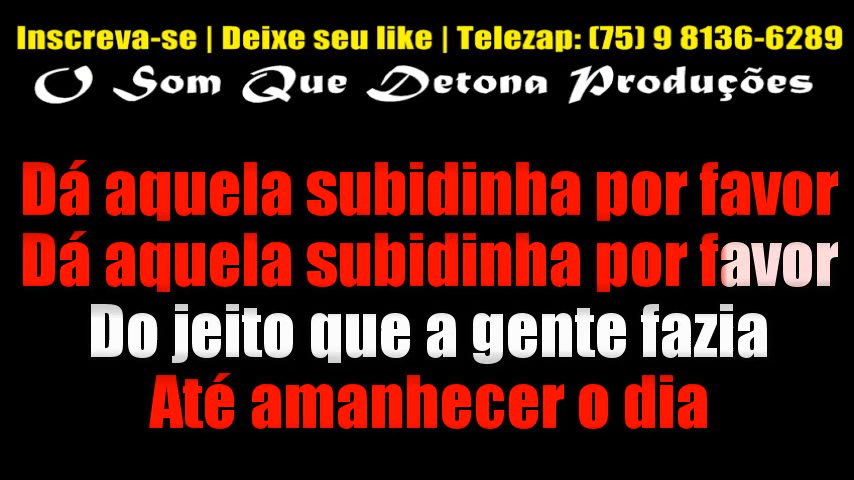 Inscreva-se | Deixe seu like | Telezap: (75) 9 8136-6289
O Som Que Detona Produções
Dá aquela subidinha por favor
Dá aquela subidinha por favor
Do jeito que a gente fazia
Até amanhecer o dia